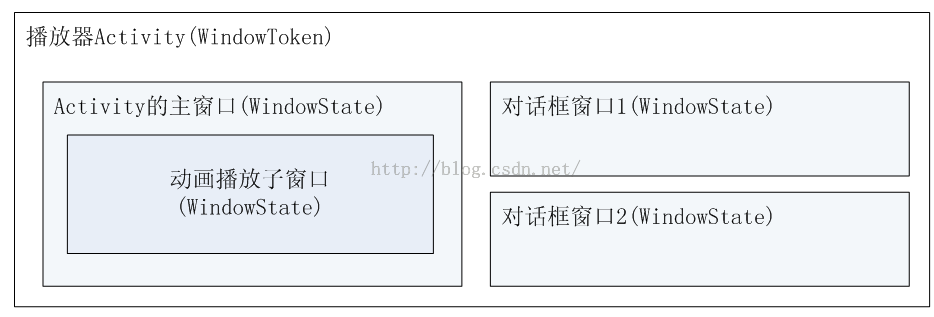 播放器Activity(WindowToken)
Activity的主窗口(WindowState)
动画播放子窗口
(WindowState)
对话框窗口1(WindowState)
http://blog.csdn.net/
对话框窗口2(WindowState)